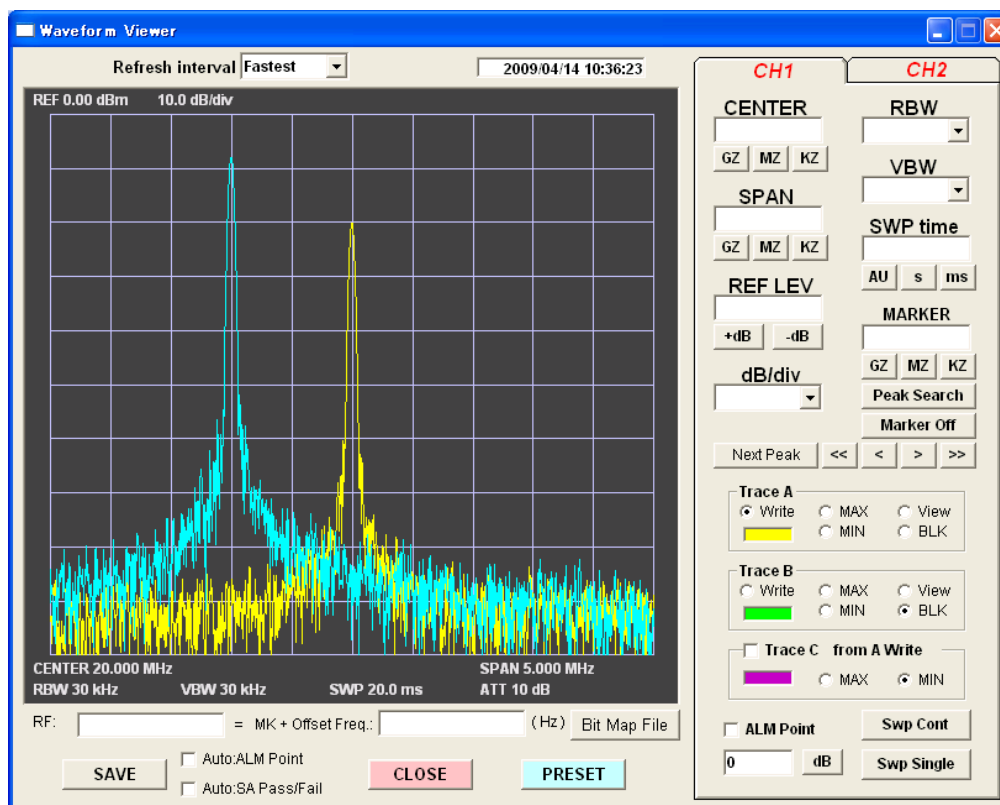 Waveform Viewer
Refresh interval Fastest
2009/04/14 10:36:23
REF 0.00 dBm 10.0 dB/div
CENTER 20.000 MHz SPAN 5.000 MHz
RBW 30 kHz VBW 30 kHz SWP 20.0 ms ATT 10 dB
RF: = MK + Offset Freq.: (Hz) Bit Map File
SAVE
Auto:ALM Point
Auto:SA Pass/Fail
CLOSE
PRESET
CH1 CH2
CENTER
GZ MZ KZ
SPAN
GZ MZ KZ
REF LEV
+dB -dB
dB/div
RBW
VBW
SWP time
AU s ms
MARKER
GZ MZ KZ
Peak Search
Marker Off
Next Peak << < > >>
Trace A
Write MAX View
MIN BLK
Trace B
Write MAX View
MIN BLK
Trace C from A Write
MAX MIN
ALM Point
0 dB
Swp Cont
Swp Single